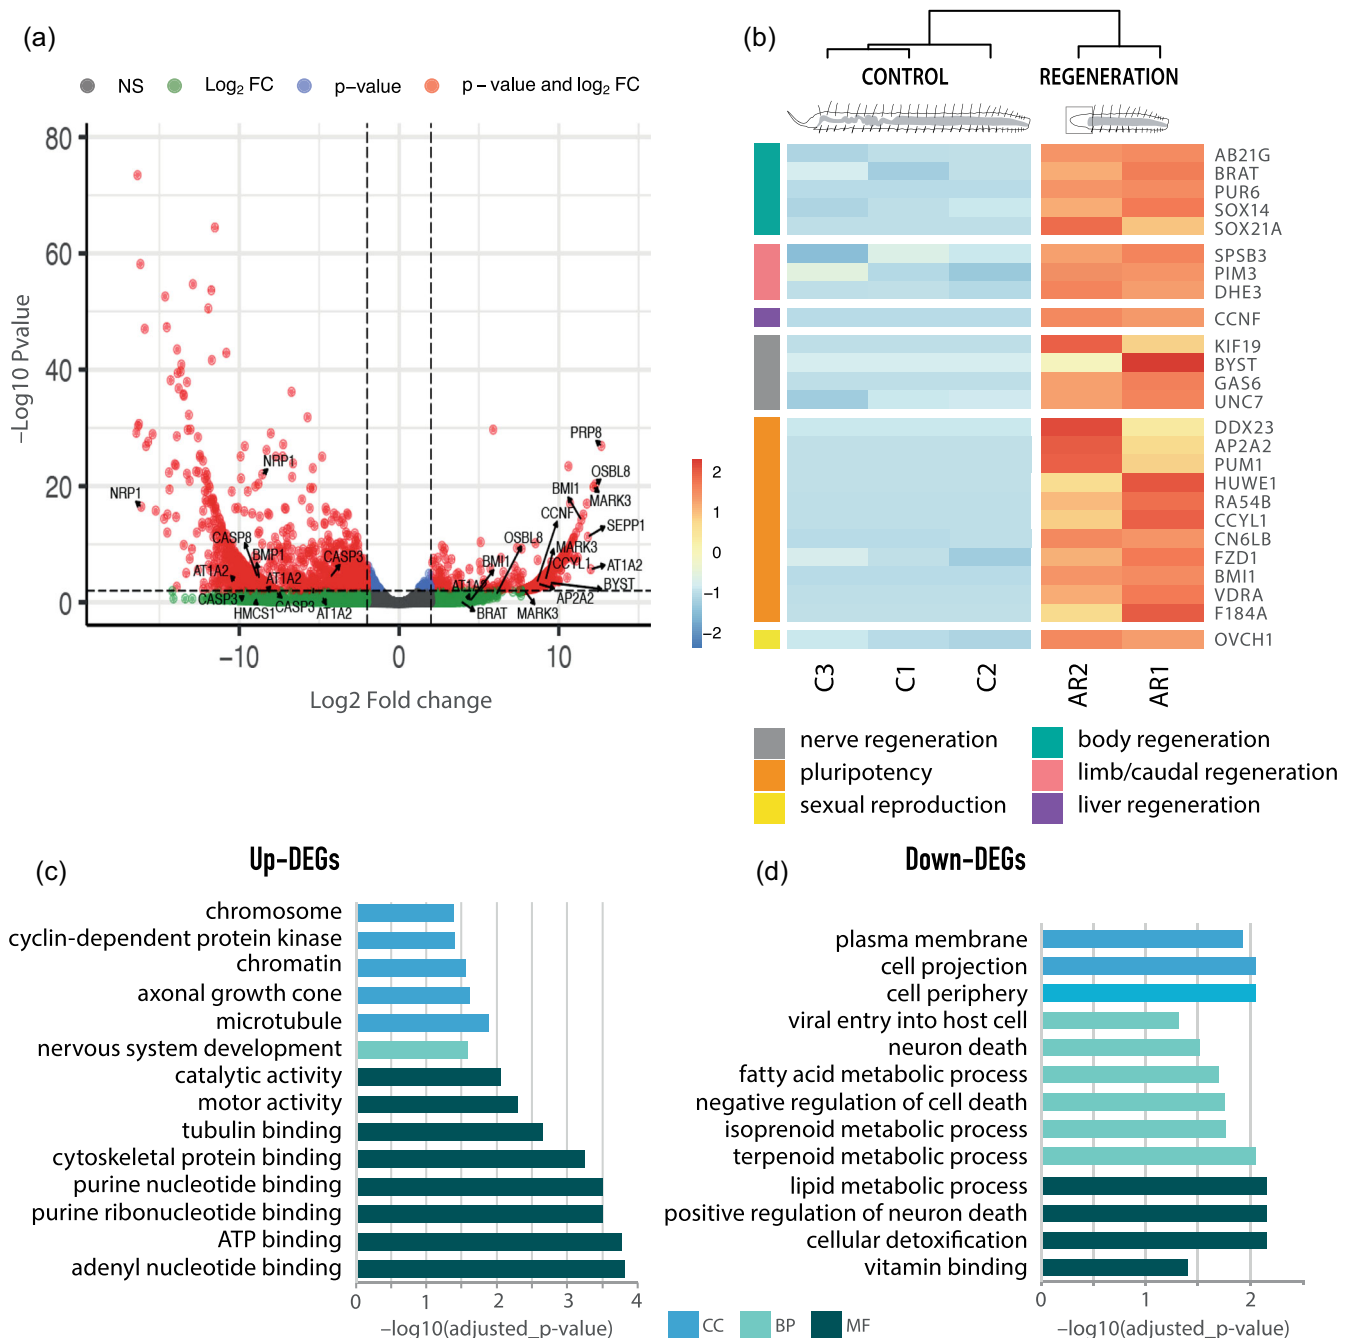 (a)
NS Log2 FC p-value p – value and log2 FC
80
60
40
20
0
−Log10 Pvalue
NRP1
NRP1
CASP8
BMP1
CASP3
AT1A2
AT1A2
CASP3
HMCS1
CASP3
AT1A2
PRP8
OSBL8
BMI1
MARK3
CCNF
SEPP1
OSBL8
MARK3
BMI1
CCYL1
AT1A2
AT1A2
BYST
AP2A2
BRAT
MARK3
−10 0 10
Log2 Fold change
2
1
0
−1
−2
(b)
CONTROL REGENERATION
AB21G
BRAT
PUR6
SOX14
SOX21A
SPSB3
PIM3
DHE3
CCNF
KIF19
BYST
GAS6
UNC7
DDX23
AP2A2
PUM1
HUWE1
RA54B
CCYL1
CN6LB
FZD1
BMI1
VDRA
F184A
OVCH1
C3 C1 C2 AR2 AR1
nerve regeneration
pluripotency
sexual reproduction
body regeneration
limb/caudal regeneration
liver regeneration
(c)
Up-DEGs
chromosome
cyclin-dependent protein kinase
chromatin
axonal growth cone
microtubule
nervous system development
catalytic activity
motor activity
tubulin binding
cytoskeletal protein binding
purine nucleotide binding
purine ribonucleotide binding
ATP binding
adenyl nucleotide binding
0 1 2 3 4
−log10(adjusted_p-value)
(d)
Down-DEGs
plasma membrane
cell projection
cell periphery
viral entry into host cell
neuron death
fatty acid metabolic process
negative regulation of cell death
isoprenoid metabolic process
terpenoid metabolic process
lipid metabolic process
positive regulation of neuron death
cellular detoxification
vitamin binding
0 1 2
−log10(adjusted_p-value)
CC BP MF